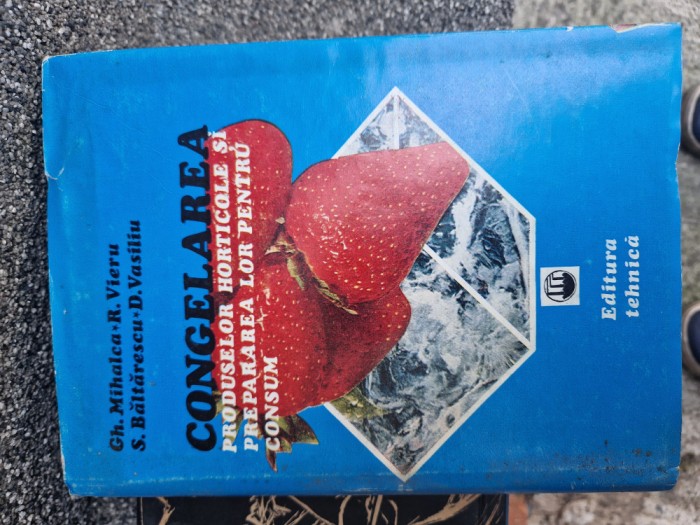 Gh. Mihalca • R. Vieru
S. Băltărescu • D. Vasiliu
CONGELAREA
PRODUSELOR HORTICOLE ȘI
PREPARAREA LOR PENTRU
CONSUM
Editura
tehnică